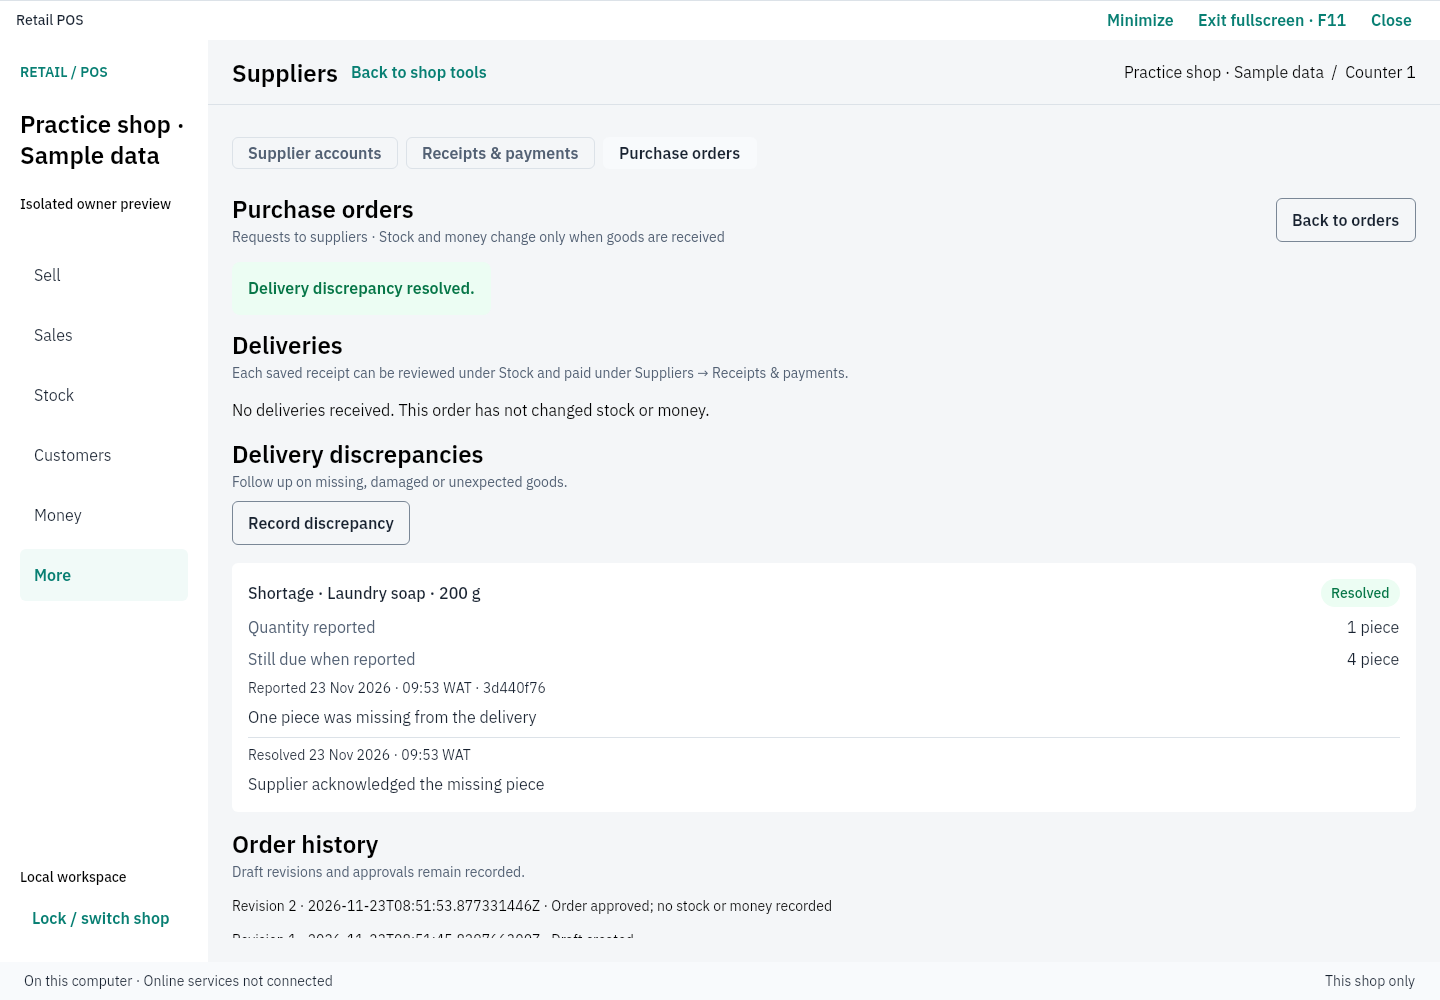 Retail POS
Minimize
Exit fullscreen · F11
Close
RETAIL / POS
Practice shop ·
Sample data
Isolated owner preview
Sell
Sales
Stock
Customers
Money
More
Local workspace
Lock / switch shop
Suppliers
Back to shop tools
Practice shop · Sample data / Counter 1
Supplier accounts
Receipts & payments
Purchase orders
Purchase orders
Requests to suppliers · Stock and money change only when goods are received
Back to orders
Delivery discrepancy resolved.
Deliveries
Each saved receipt can be reviewed under Stock and paid under Suppliers → Receipts & payments.
No deliveries received. This order has not changed stock or money.
Delivery discrepancies
Follow up on missing, damaged or unexpected goods.
Record discrepancy
Shortage · Laundry soap · 200 g
Resolved
Quantity reported
1 piece
Still due when reported
4 piece
Reported 23 Nov 2026 · 09:53 WAT · 3d440f76
One piece was missing from the delivery
Resolved 23 Nov 2026 · 09:53 WAT
Supplier acknowledged the missing piece
Order history
Draft revisions and approvals remain recorded.
Revision 2 · 2026-11-23T08:51:53.877331446Z · Order approved; no stock or money recorded
Revision 1 · · Draft created
On this computer · Online services not connected
This shop only